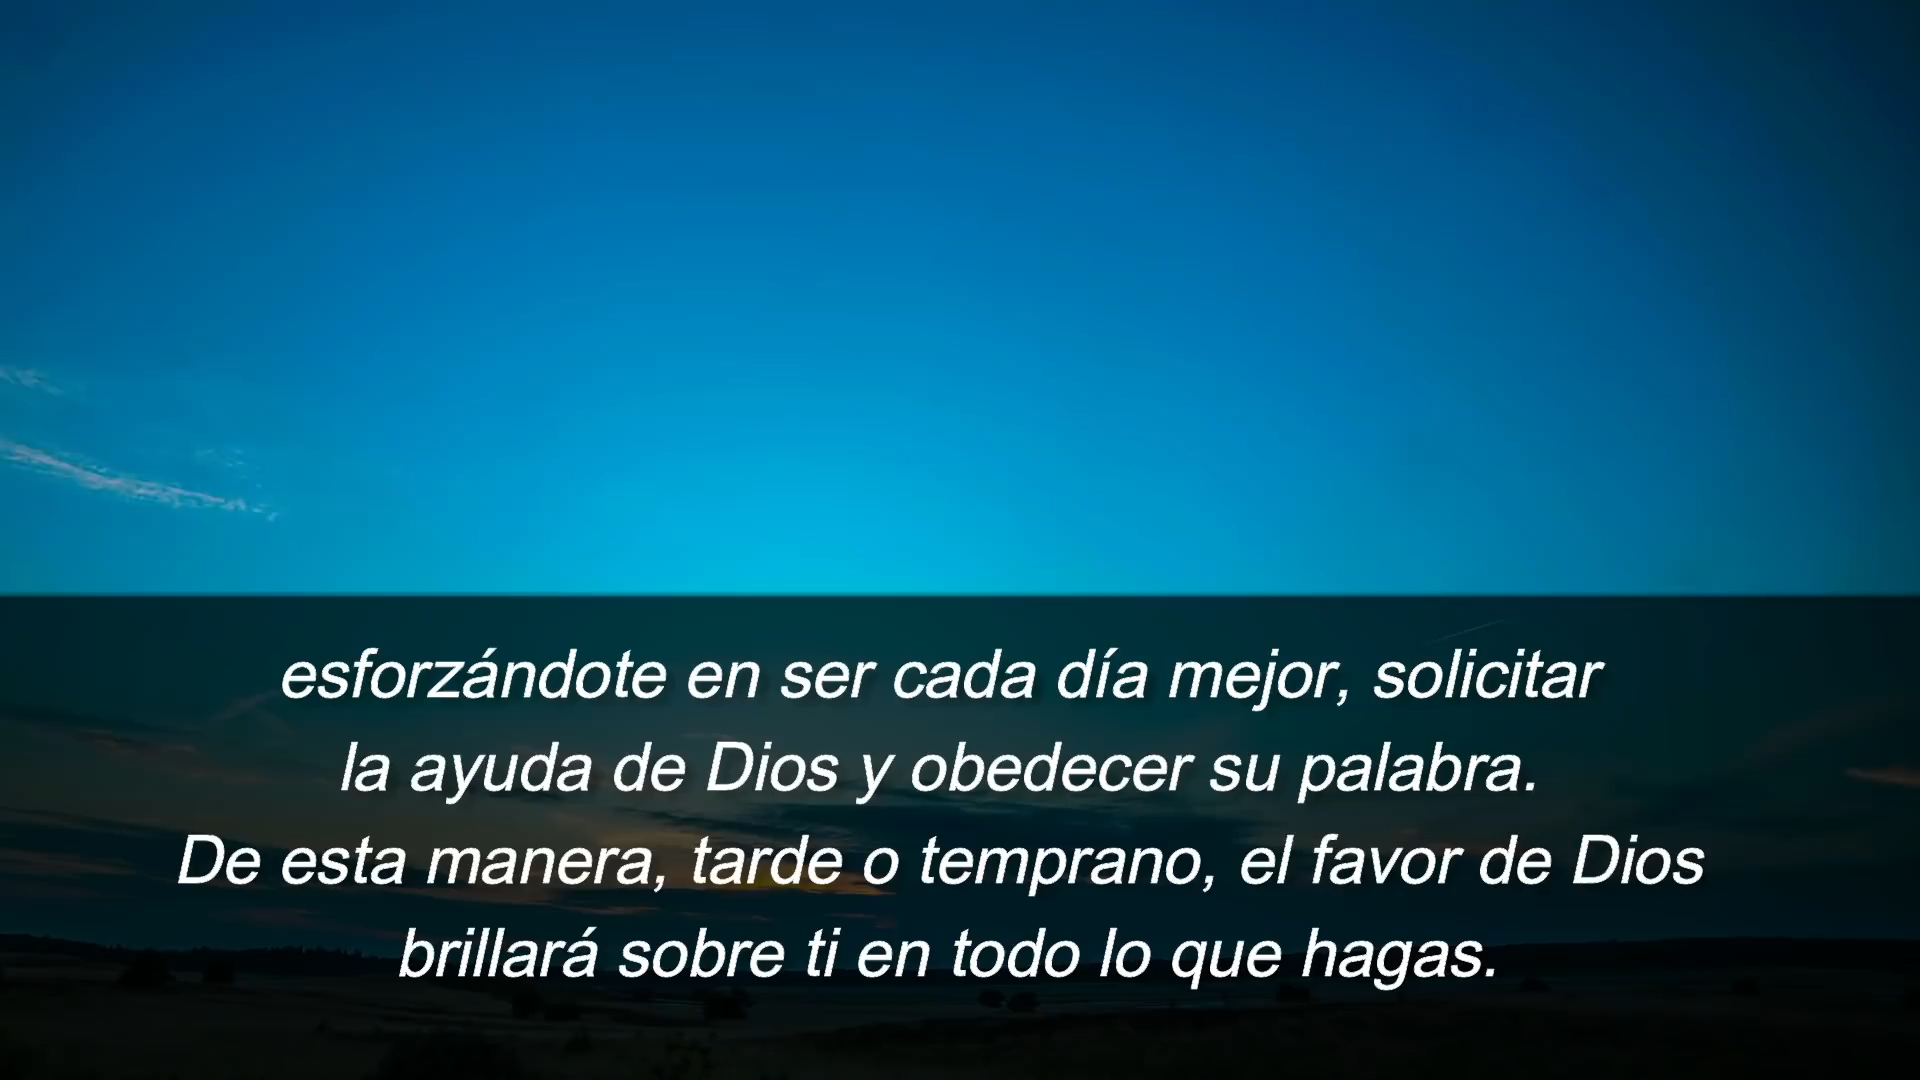 esforzándote en ser cada día mejor, solicitar
la ayuda de Dios y obedecer su palabra.
De esta manera, tarde o temprano, el favor de Dios
brillará sobre ti en todo lo que hagas.